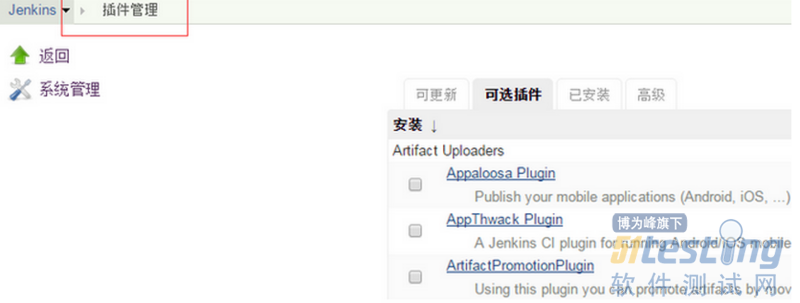 Jenkins 插件管理
返回
系统管理
可更新 可选插件 已安装 高级
安装 ↓
Artifact Uploaders
Appaloosa Plugin
Publish your mobile applications (Android, iOS, ...)
AppThwack Plugin
A Jenkins CI plugin for running Android/iOS mobile
ArtifactPromotionPlugin
Using this plugin you can promote artifacts by mov
博为峰旗下
51testing
软件测试网